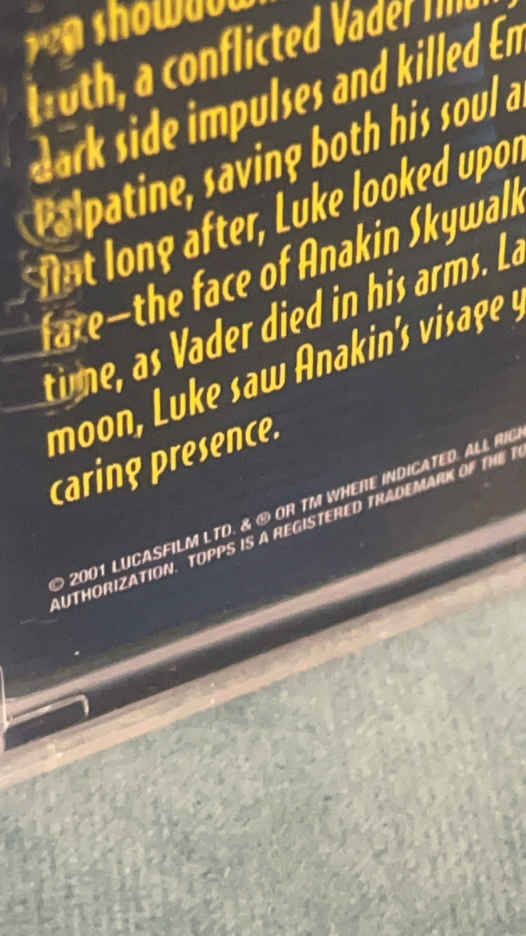 a conflicted Vader
dark side impulses and killed Em
Palpatine, saving both his soul a
Not long after, Luke looked upon
face—the face of Anakin Skywalk
time, as Vader died in his arms. La
moon, Luke saw Anakin's visage y
caring presence.
© 2001 LUCASFILM LTD. & ® OR TM WHERE INDICATED. ALL RIGH
AUTHORIZATION. TOPPS IS A REGISTERED TRADEMARK OF THE TO